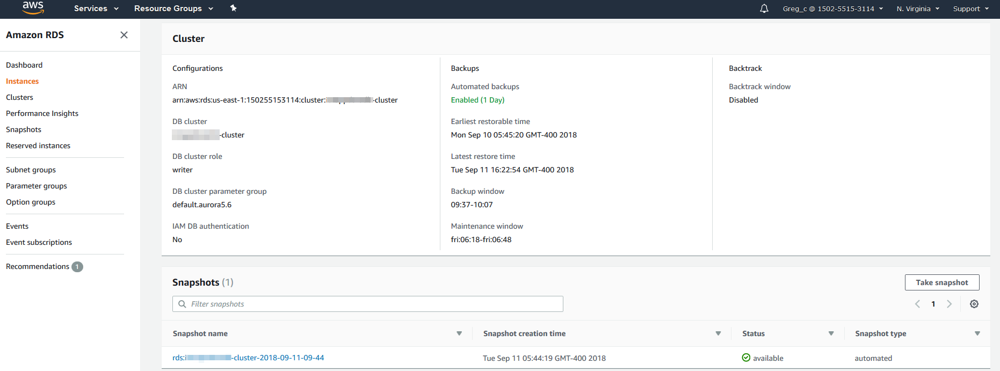 aws Services Resource Groups Greg_c @ 1502-5515-3114 N. Virginia Support
Amazon RDS
Dashboard
Instances
Clusters
Performance Insights
Snapshots
Reserved instances
Subnet groups
Parameter groups
Option groups
Events
Event subscriptions
Recommendations 1
Cluster
Configurations
ARN
arn:aws:rds:us-east-1:150255153114:cluster: -cluster
DB cluster
-cluster
DB cluster role
writer
DB cluster parameter group
default.aurora5.6
IAM DB authentication
No
Backups
Automated backups
Enabled (1 Day)
Earliest restorable time
Mon Sep 10 05:45:20 GMT-400 2018
Latest restore time
Tue Sep 11 16:22:54 GMT-400 2018
Backup window
09:37-10:07
Maintenance window
fri:06:18-fri:06:48
Backtrack
Backtrack window
Disabled
Snapshots (1)
Take snapshot
Filter snapshots
1
Snapshot name Snapshot creation time Status Snapshot type
rds:i -cluster-2018-09-11-09-44 Tue Sep 11 05:44:19 GMT-400 2018 available automated